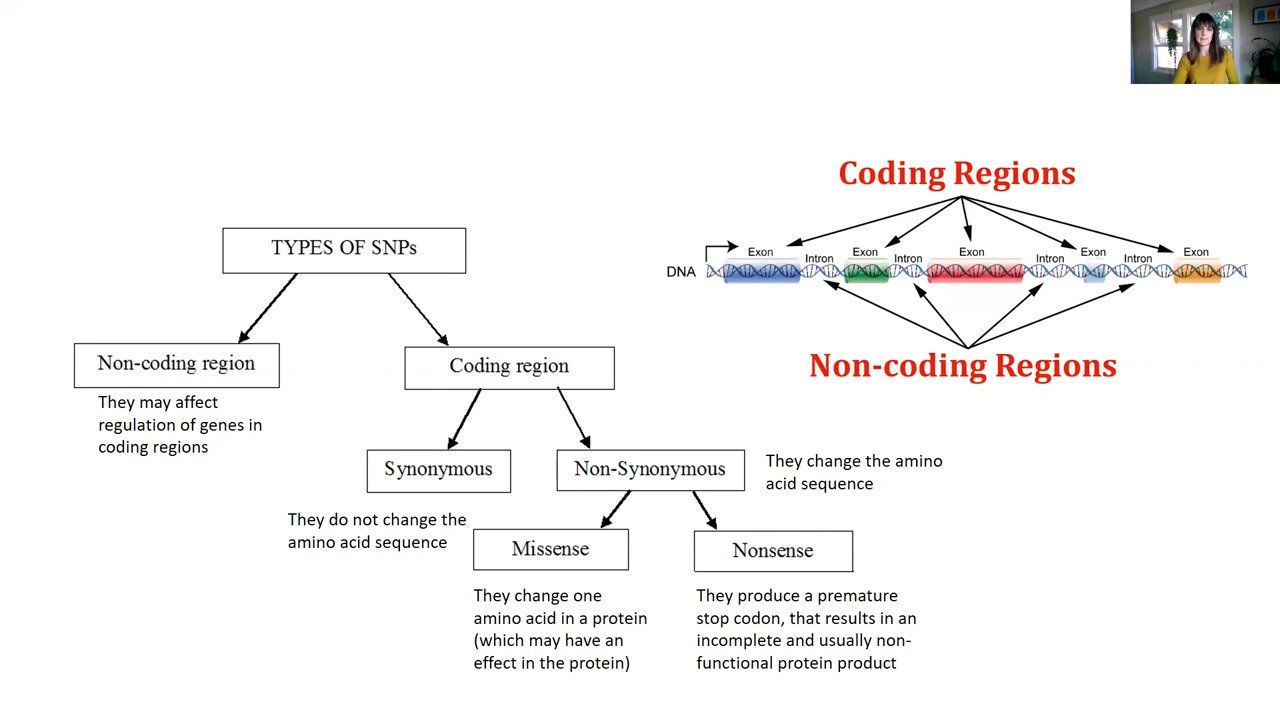 Coding Regions
Exon
Exon
Exon
Exon
Exon
Intron
Intron
Intron
Intron
DNA
Non-coding Regions
TYPES OF SNPs
Non-coding region
They may affect
regulation of genes in
coding regions
Coding region
Synonymous
They do not change the
amino acid sequence
Non-Synonymous
They change the amino
acid sequence
Missense
They change one
amino acid in a protein
(which may have an
effect in the protein)
Nonsense
They produce a premature
stop codon, that results in an
incomplete and usually non-
functional protein product